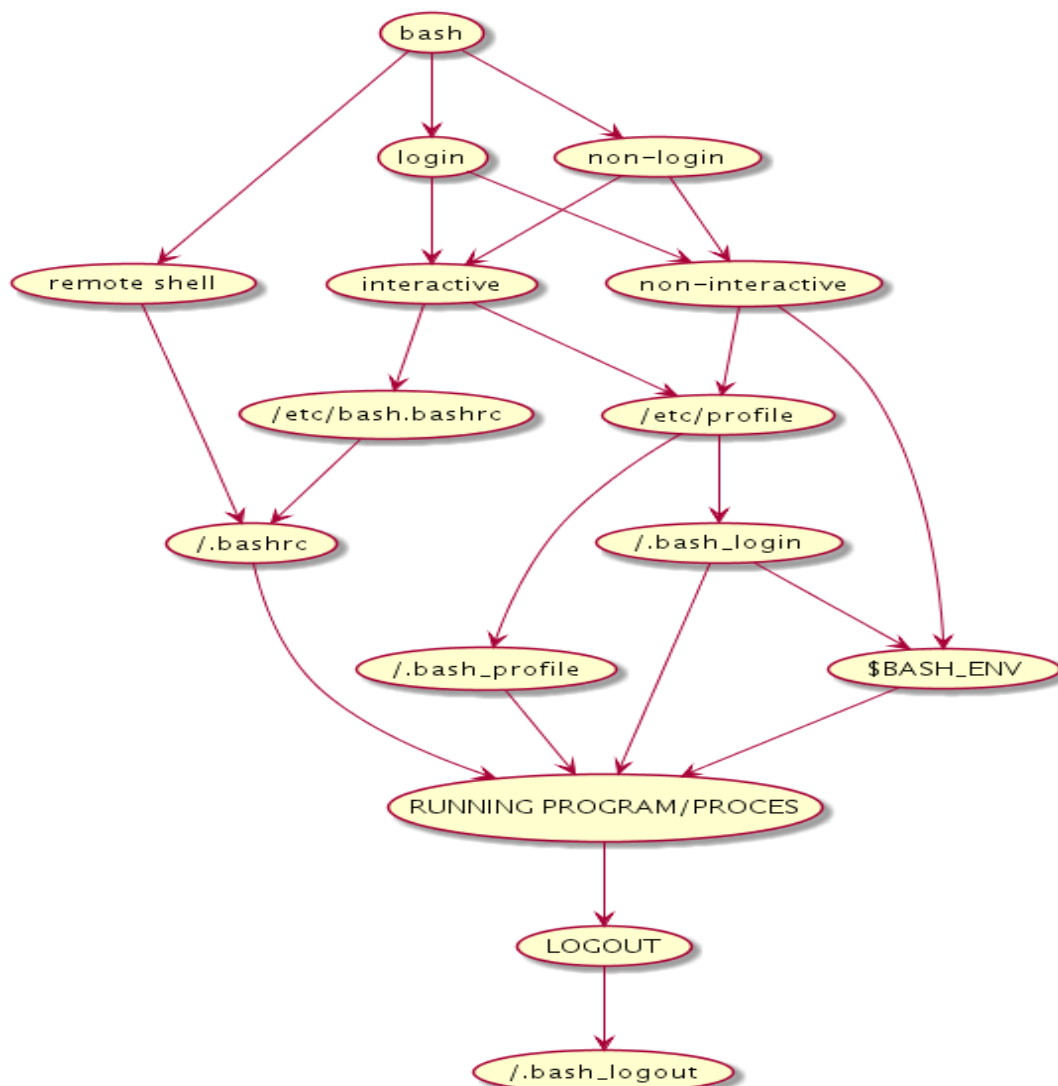 bash
login
non-login
remote shell
interactive
non-interactive
/etc/bash.bashrc
/etc/profile
/.bashrc
/.bash_login
/.bash_profile
$BASH_ENV
RUNNING PROGRAM/PROCES
LOGOUT
/.bash_logout